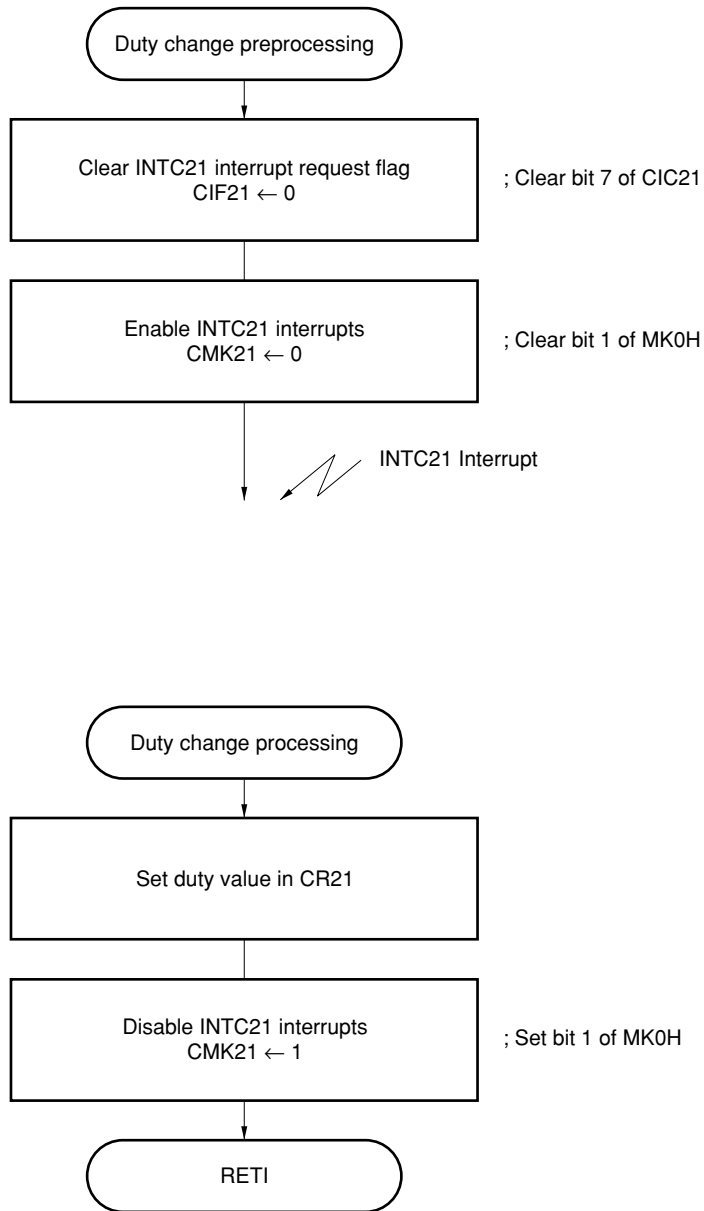 Duty change preprocessing
Clear INTC21 interrupt request flag
CIF21 ← 0
; Clear bit 7 of CIC21
Enable INTC21 interrupts
CMK21 ← 0
; Clear bit 1 of MK0H
INTC21 Interrupt
Duty change processing
Set duty value in CR21
Disable INTC21 interrupts
CMK21 ← 1
; Set bit 1 of MK0H
RETI